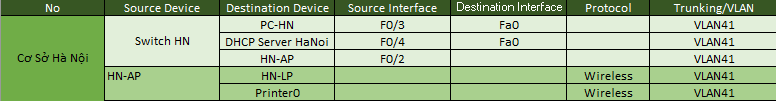 No Source Device Destination Device Source Interface Destination Interface Protocol Trunking/VLAN
Cơ Sở Hà Nội Switch HN PC-HN F0/3 Fa0 VLAN41
DHCP Server HaNoi F0/4 Fa0 VLAN41
HN-AP F0/2 VLAN41
HN-AP HN-LP Wireless VLAN41
Printer0 Wireless VLAN41